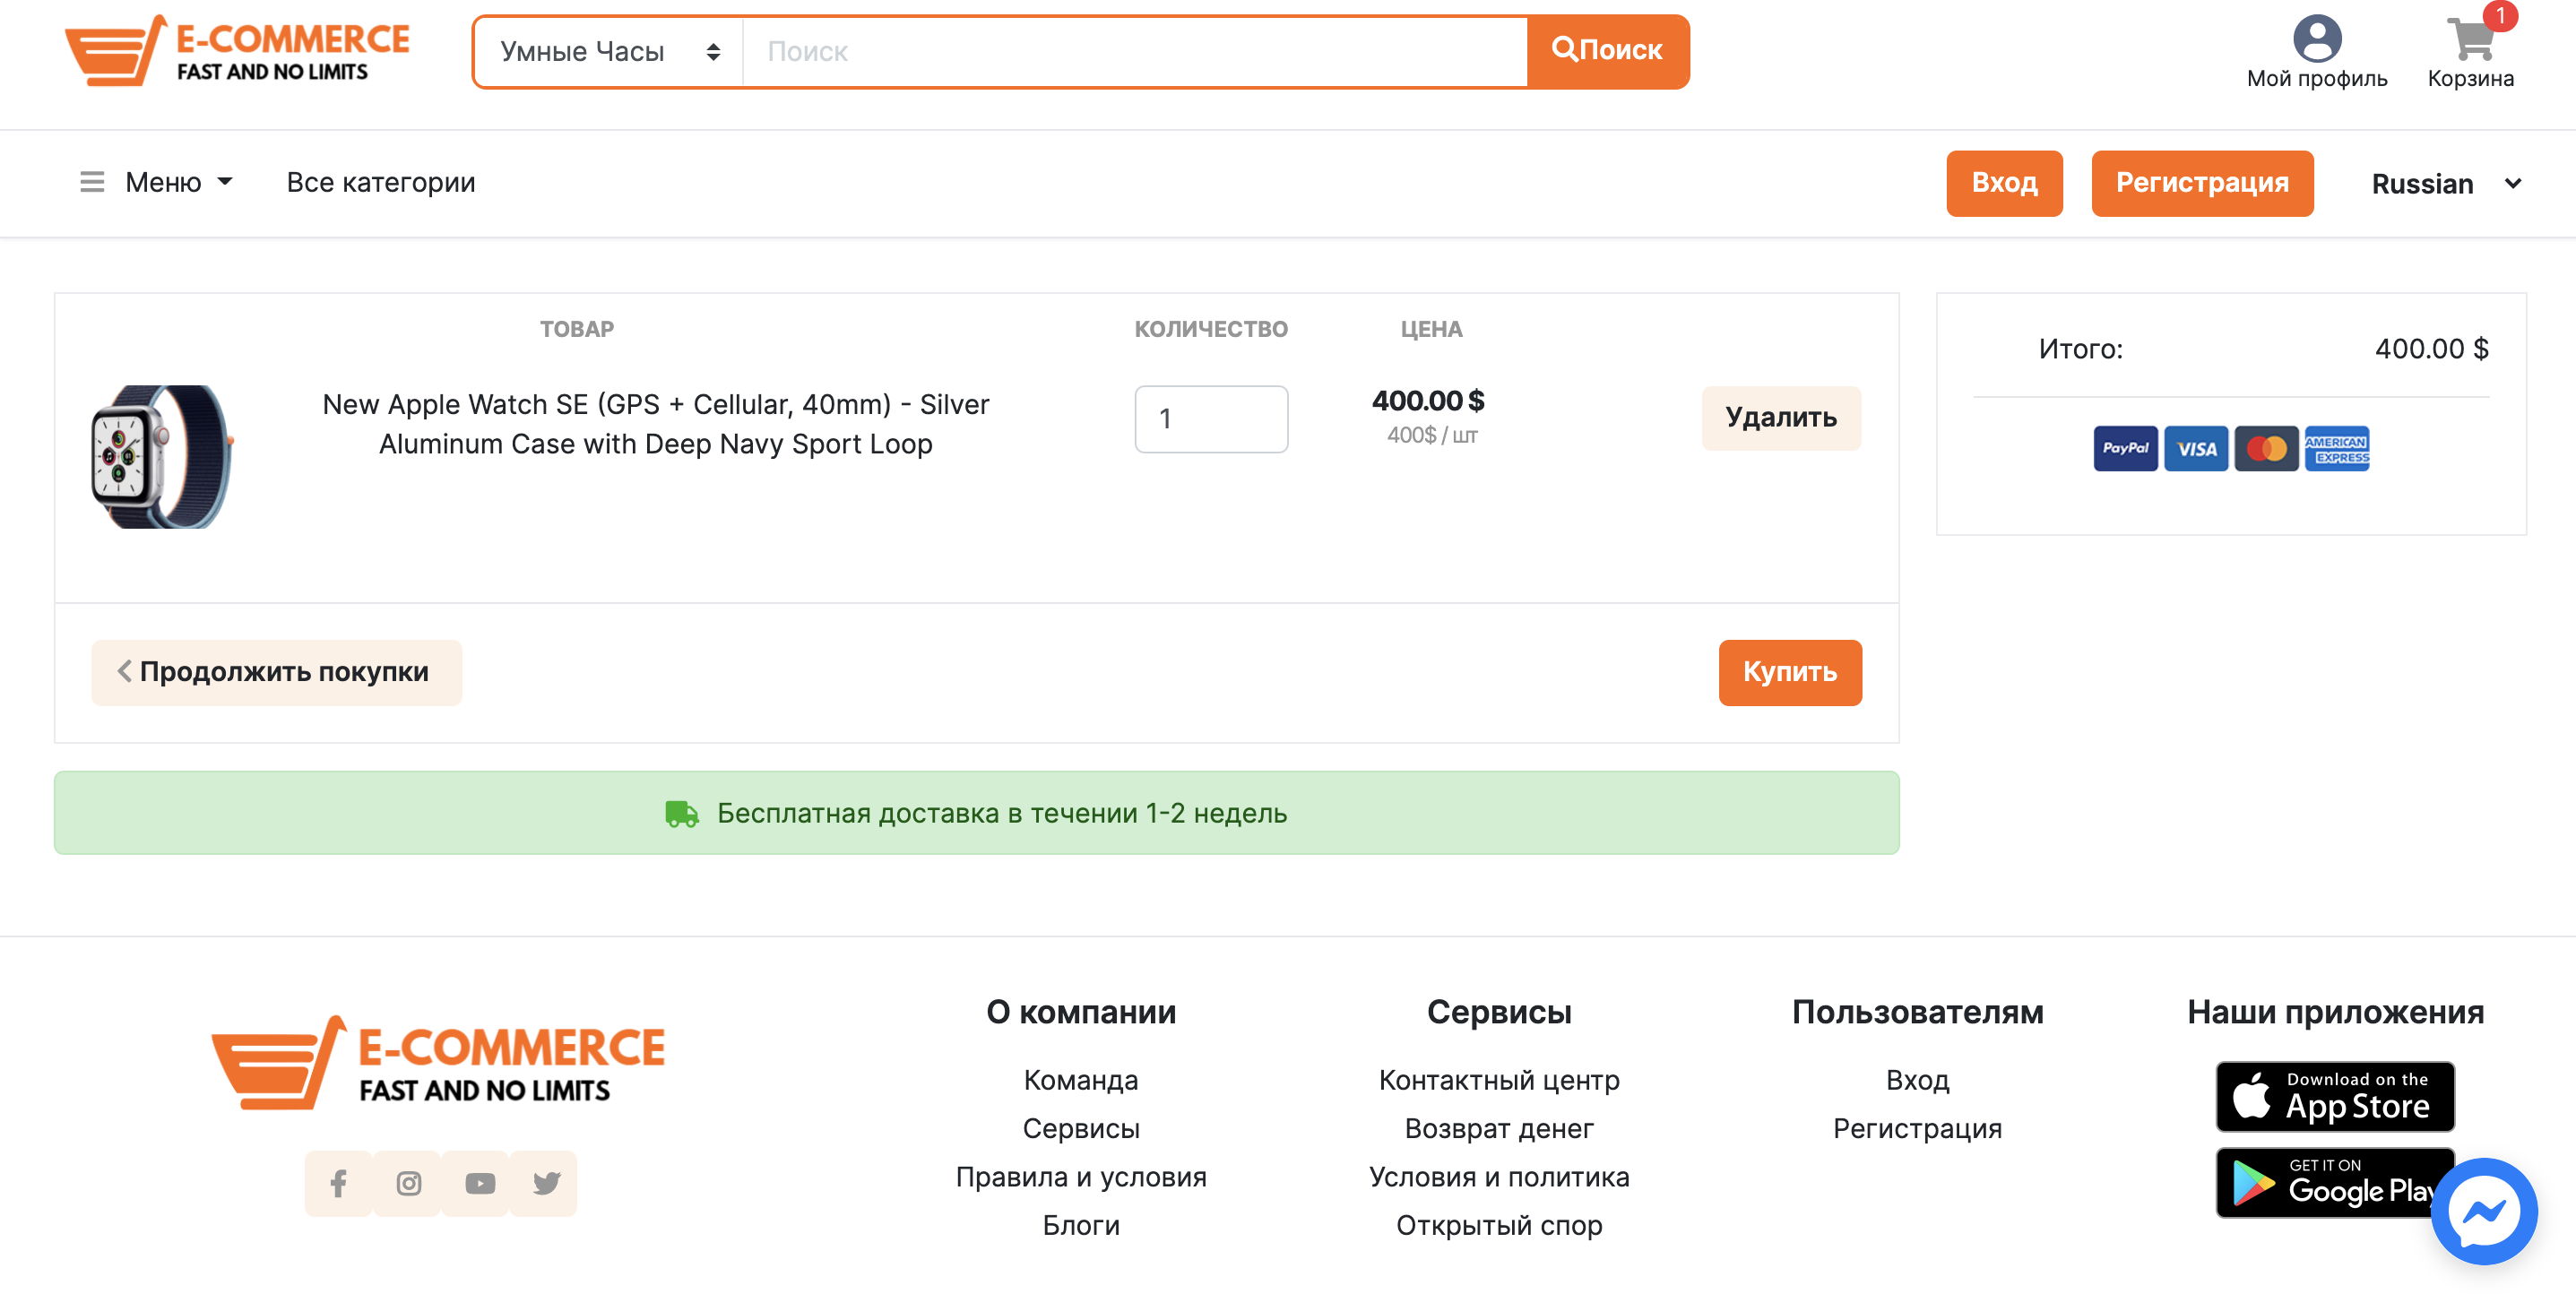 E-COMMERCE
FAST AND NO LIMITS
Умные Часы
Поиск
Поиск
Мой профиль
1
Корзина
Меню
Все категории
Вход
Регистрация
Russian
ТОВАР
КОЛИЧЕСТВО
ЦЕНА
New Apple Watch SE (GPS + Cellular, 40mm) - Silver
Aluminum Case with Deep Navy Sport Loop
1
400.00 $
400$ / шт
Удалить
Итого:
400.00 $
PayPal
VISA
AMERICAN
EXPRESS
Продолжить покупки
Купить
Бесплатная доставка в течении 1-2 недель
E-COMMERCE
FAST AND NO LIMITS
О компании
Команда
Сервисы
Правила и условия
Блоги
Сервисы
Контактный центр
Возврат денег
Условия и политика
Открытый спор
Пользователям
Вход
Регистрация
Наши приложения
Download on the
App Store
GET IT ON
Google Play